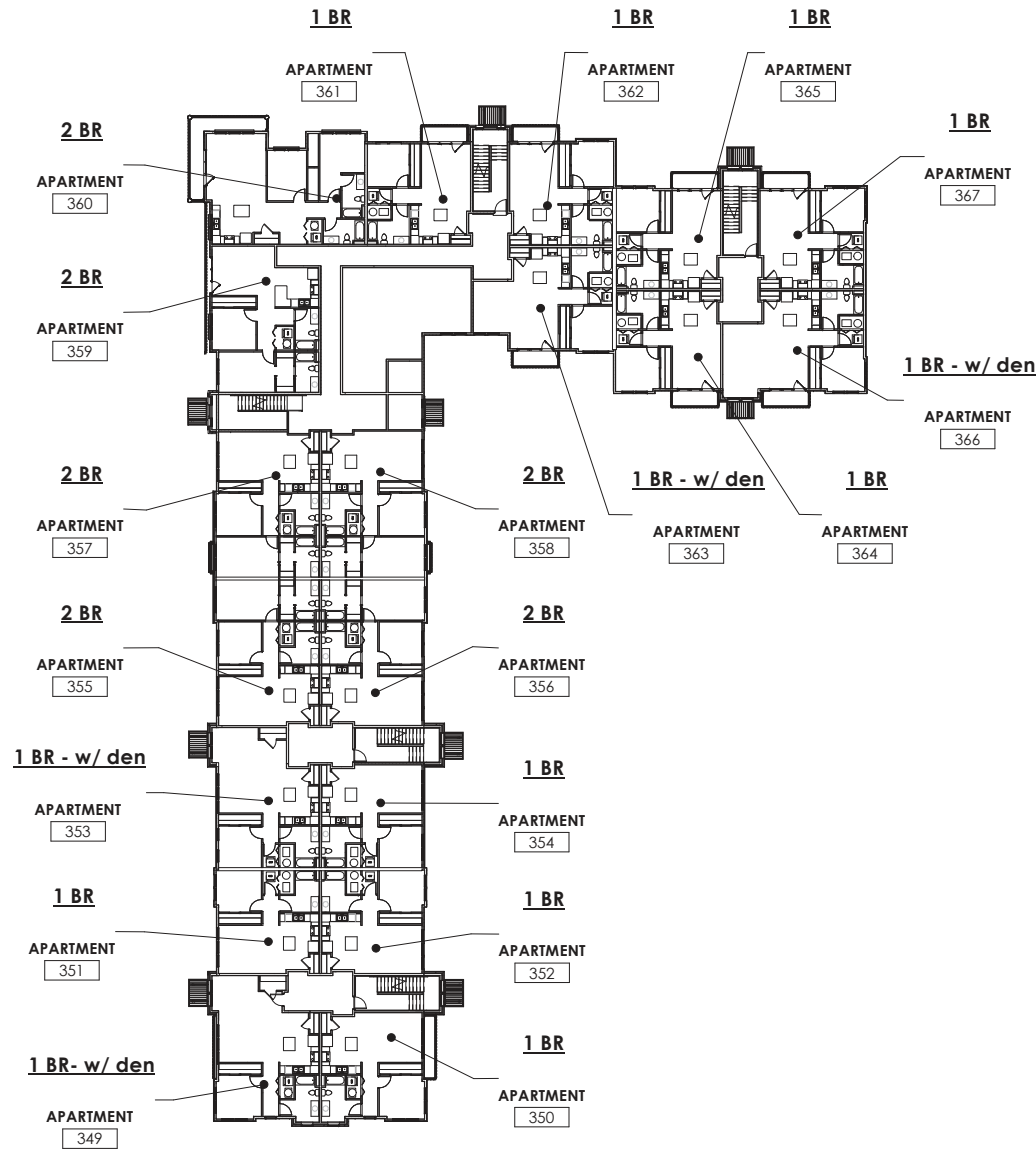 1 BR
APARTMENT
361
1 BR
APARTMENT
362
1 BR
APARTMENT
365
1 BR
APARTMENT
367
2 BR
APARTMENT
360
2 BR
APARTMENT
359
1 BR - w/ den
APARTMENT
366
2 BR
APARTMENT
357
2 BR
APARTMENT
358
1 BR - w/ den
APARTMENT
363
1 BR
APARTMENT
364
2 BR
APARTMENT
355
2 BR
APARTMENT
356
1 BR - w/ den
APARTMENT
353
1 BR
APARTMENT
354
1 BR
APARTMENT
351
1 BR
APARTMENT
352
1 BR- w/ den
APARTMENT
349
1 BR
APARTMENT
350